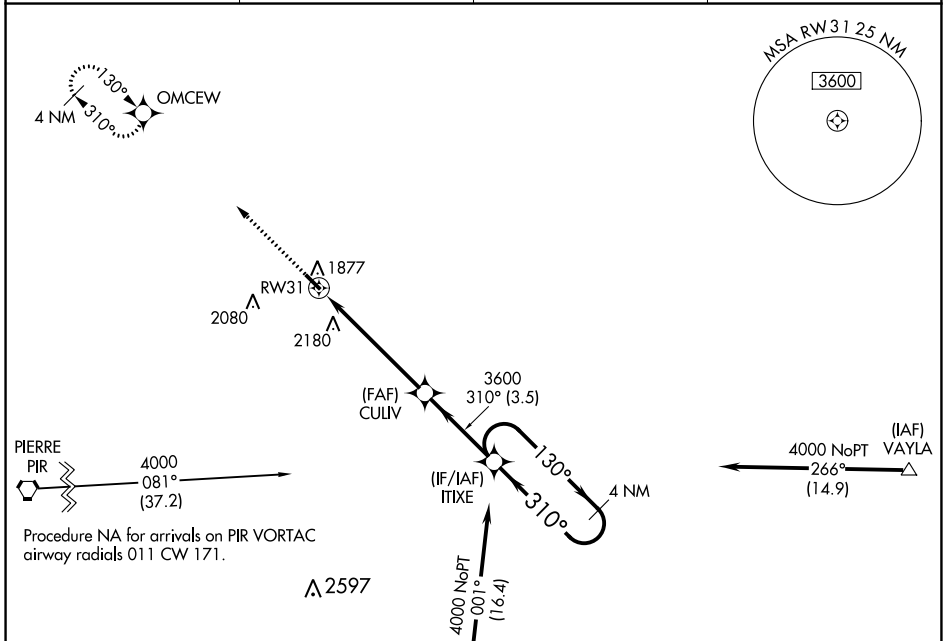 MSA RW31 25 NM
3600
130°
OMCEW
4 NM
310°
1877
RW31
2080
2180
3600
310° (3.5)
(FAF)
CULIV
PIERRE
PIR
4000
081°
(37.2)
(IF/IAF)
ITIXE
130°
310°
4 NM
4000 NoPT
266°
(14.9)
(IAF)
VAYLA
Procedure NA for arrivals on PIR VORTAC
airway radials 011 CW 171.
2597
4000 NoPT
001°
(16.4)